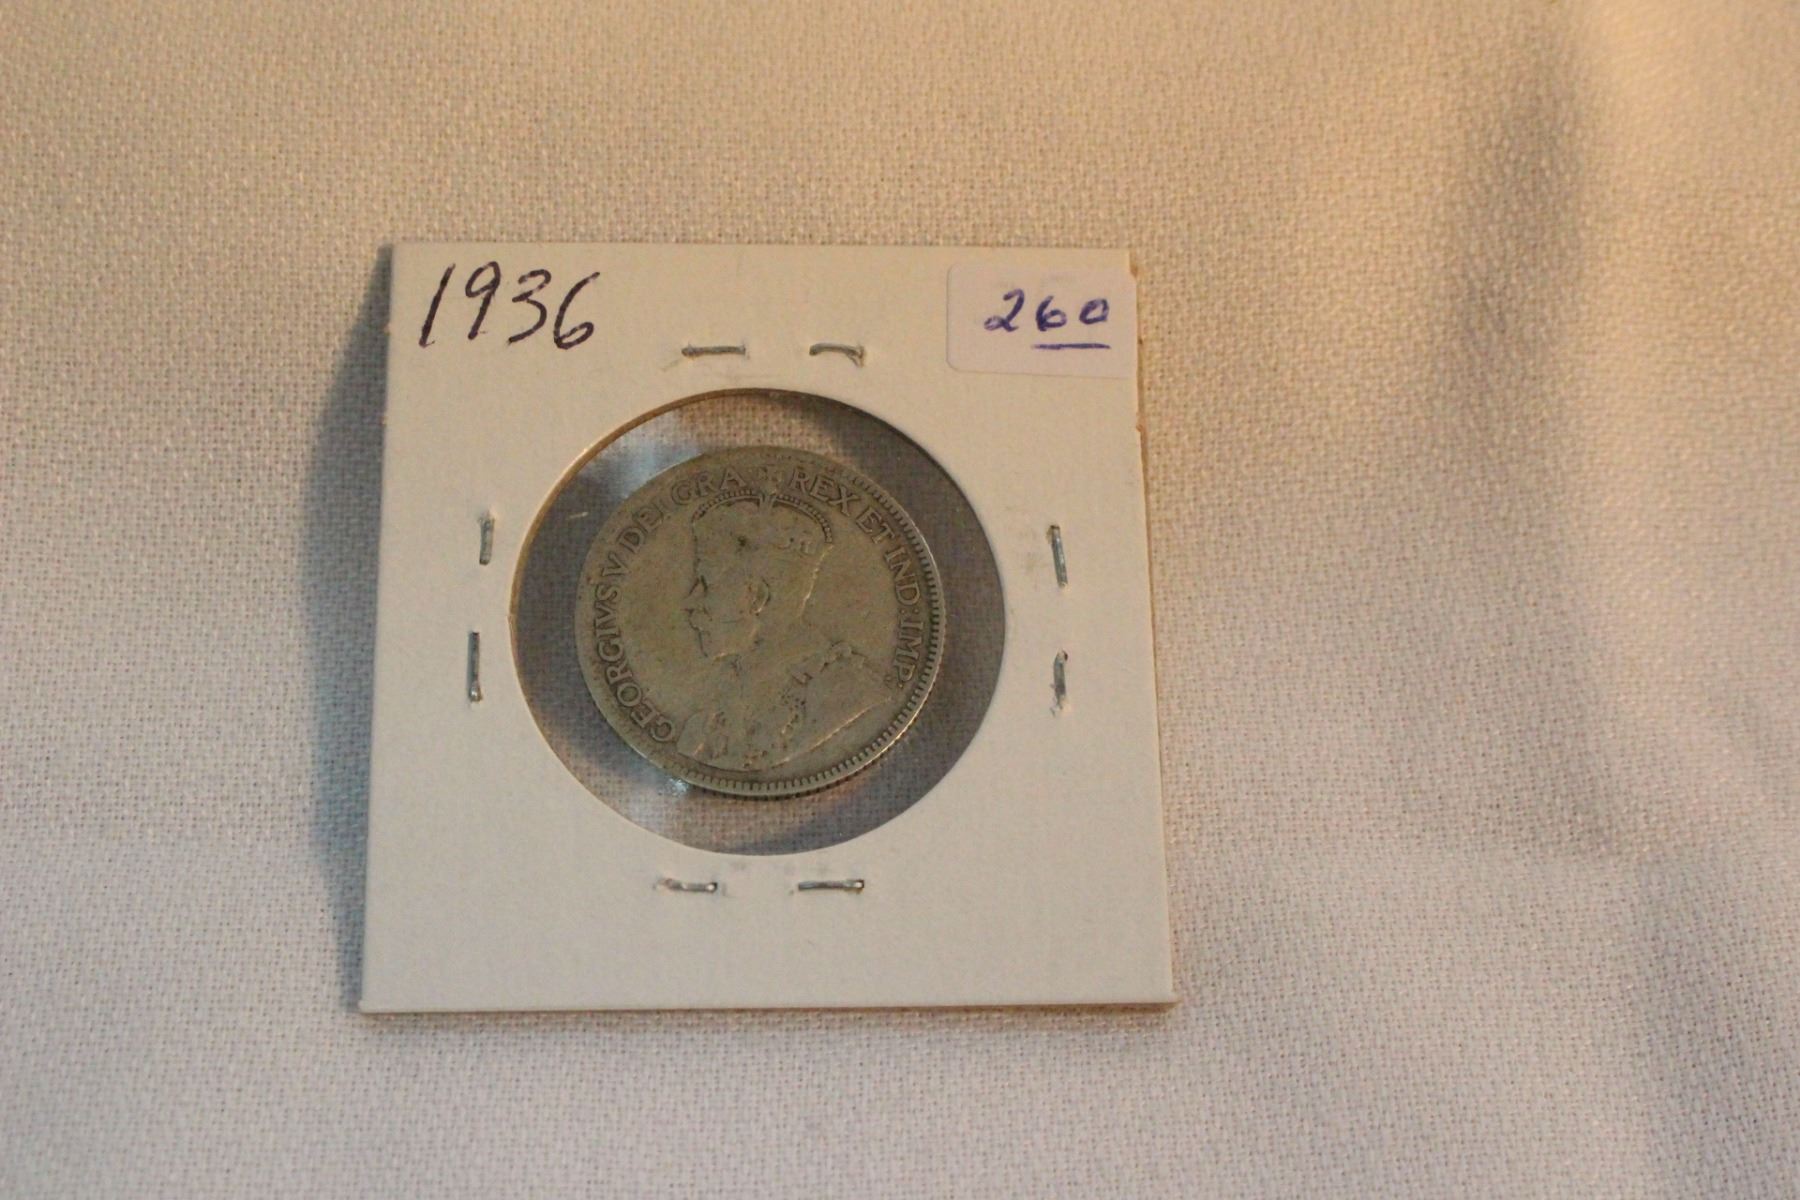 1936
260
GEORGIVS V DEI GRA: REX ET IND: IMP: